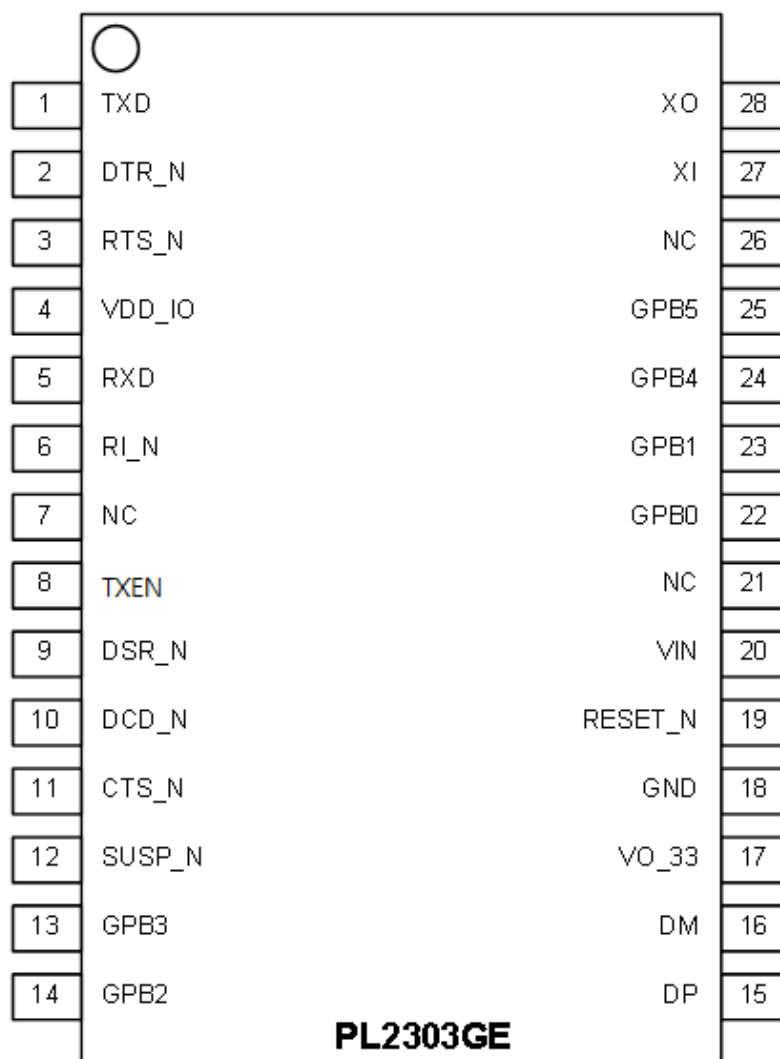 1 TXD XO 28
2 DTR_N XI 27
3 RTS_N NC 26
4 VDD_IO GPB5 25
5 RXD GPB4 24
6 RI_N GPB1 23
7 NC GPB0 22
8 TXEN NC 21
9 DSR_N VIN 20
10 DCD_N RESET_N 19
11 CTS_N GND 18
12 SUSP_N VO_33 17
13 GPB3 DM 16
14 GPB2 DP 15
PL2303GE